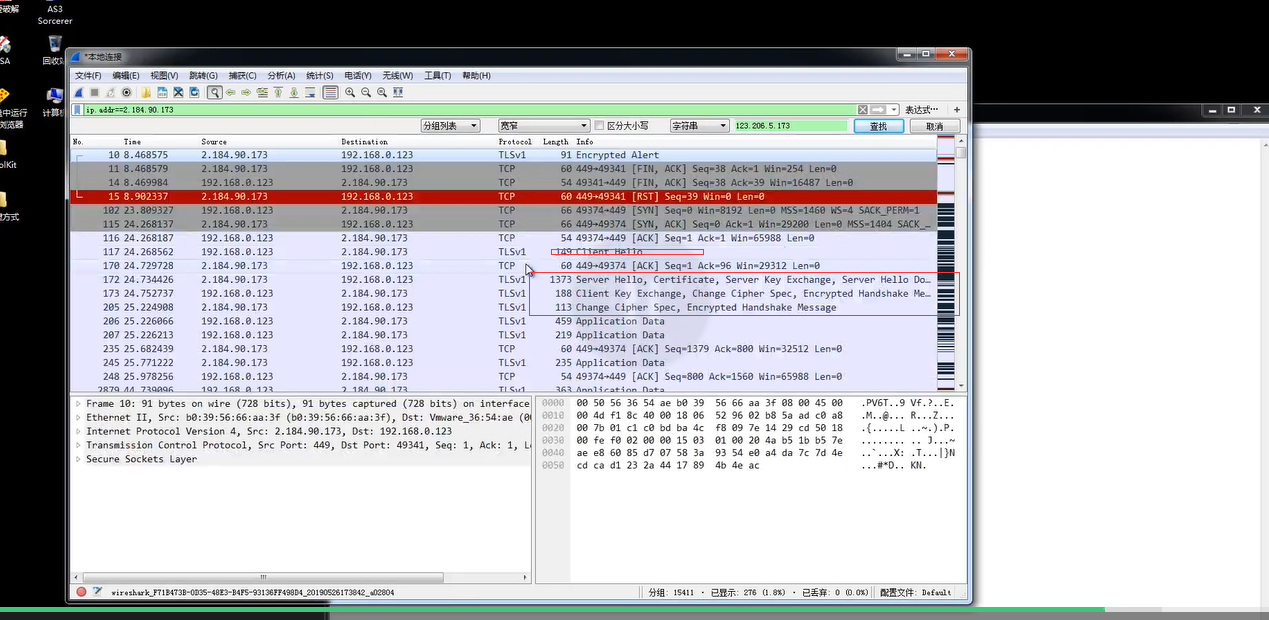 AS3
Sorcerer
回收站
*本地连接
文件(F) 编辑(E) 视图(V) 跳转(G) 捕获(C) 分析(A) 统计(S) 电话(Y) 无线(W) 工具(T) 帮助(H)
ip.addr==2.184.90.173 表达式… +
分组列表 宽窄 区分大小写 字符串 123.206.5.173 查找 取消
No. Time Source Destination Protocol Length Info
10 8.468575 2.184.90.173 192.168.0.123 TLSv1 91 Encrypted Alert
11 8.468579 2.184.90.173 192.168.0.123 TCP 60 449→49341 [FIN, ACK] Seq=38 Ack=1 Win=254 Len=0
14 8.469984 192.168.0.123 2.184.90.173 TCP 54 49341→449 [FIN, ACK] Seq=38 Ack=39 Win=16487 Len=0
15 8.902337 2.184.90.173 192.168.0.123 TCP 60 449→49341 [RST] Seq=39 Win=0 Len=0
102 23.809327 192.168.0.123 2.184.90.173 TCP 66 49374→449 [SYN] Seq=0 Win=8192 Len=0 MSS=1460 WS=4 SACK_PERM=1
115 24.268137 2.184.90.173 192.168.0.123 TCP 66 449→49374 [SYN, ACK] Seq=0 Ack=1 Win=29200 Len=0 MSS=1404 SACK_…
116 24.268187 192.168.0.123 2.184.90.173 TCP 54 49374→449 [ACK] Seq=1 Ack=1 Win=65988 Len=0
117 24.268562 192.168.0.123 2.184.90.173 TLSv1 149 Client Hello
170 24.729728 2.184.90.173 192.168.0.123 TCP 60 449→49374 [ACK] Seq=1 Ack=96 Win=29312 Len=0
172 24.734426 2.184.90.173 192.168.0.123 TLSv1 1373 Server Hello, Certificate, Server Key Exchange, Server Hello Do…
173 24.752737 192.168.0.123 2.184.90.173 TLSv1 188 Client Key Exchange, Change Cipher Spec, Encrypted Handshake Me…
205 25.224908 2.184.90.173 192.168.0.123 TLSv1 113 Change Cipher Spec, Encrypted Handshake Message
206 25.226066 192.168.0.123 2.184.90.173 TLSv1 459 Application Data
207 25.226213 192.168.0.123 2.184.90.173 TLSv1 219 Application Data
235 25.682439 2.184.90.173 192.168.0.123 TCP 60 449→49374 [ACK] Seq=1379 Ack=800 Win=32512 Len=0
245 25.771222 2.184.90.173 192.168.0.123 TLSv1 235 Application Data
248 25.978256 192.168.0.123 2.184.90.173 TCP 54 49374→449 [ACK] Seq=800 Ack=1560 Win=65988 Len=0
2879 44.739096 192.168.0.123 2.184.90.173 TLSv1 363 Application Data
Frame 10: 91 bytes on wire (728 bits), 91 bytes captured (728 bits) on interface
Ethernet II, Src: b0:39:56:66:aa:3f (b0:39:56:66:aa:3f), Dst: Vmware_36:54:ae (0
Internet Protocol Version 4, Src: 2.184.90.173, Dst: 192.168.0.123
Transmission Control Protocol, Src Port: 449, Dst Port: 49341, Seq: 1, Ack: 1, L
Secure Sockets Layer
0000 00 50 56 36 54 ae b0 39 56 66 aa 3f 08 00 45 00 .PV6T..9 Vf.?..E.
0010 00 4d f1 8c 40 00 18 06 52 96 02 b8 5a ad c0 a8 .M..@... R...Z...
0020 00 7b 01 c1 c0 bd ba 4c f8 09 7e 14 29 cd 50 18 .{.....L ..~.).P.
0030 00 fe f0 02 00 00 15 03 01 00 20 4a b5 1b b5 7e ........ .. J...~
0040 ae e8 60 85 d7 07 58 3a 93 54 e0 a4 da 7c 7d 4e ..`...X: .T...|}N
0050 cd ca d1 23 2a 44 17 89 4b 4e ac ...#*D.. KN.
wireshark_F71B473B-0D35-48E3-B4F5-93136FF498D4_20190526173842_a02804 分组: 15411 · 已显示: 276 (1.8%) · 已丢弃: 0 (0.0%) 配置文件: Default